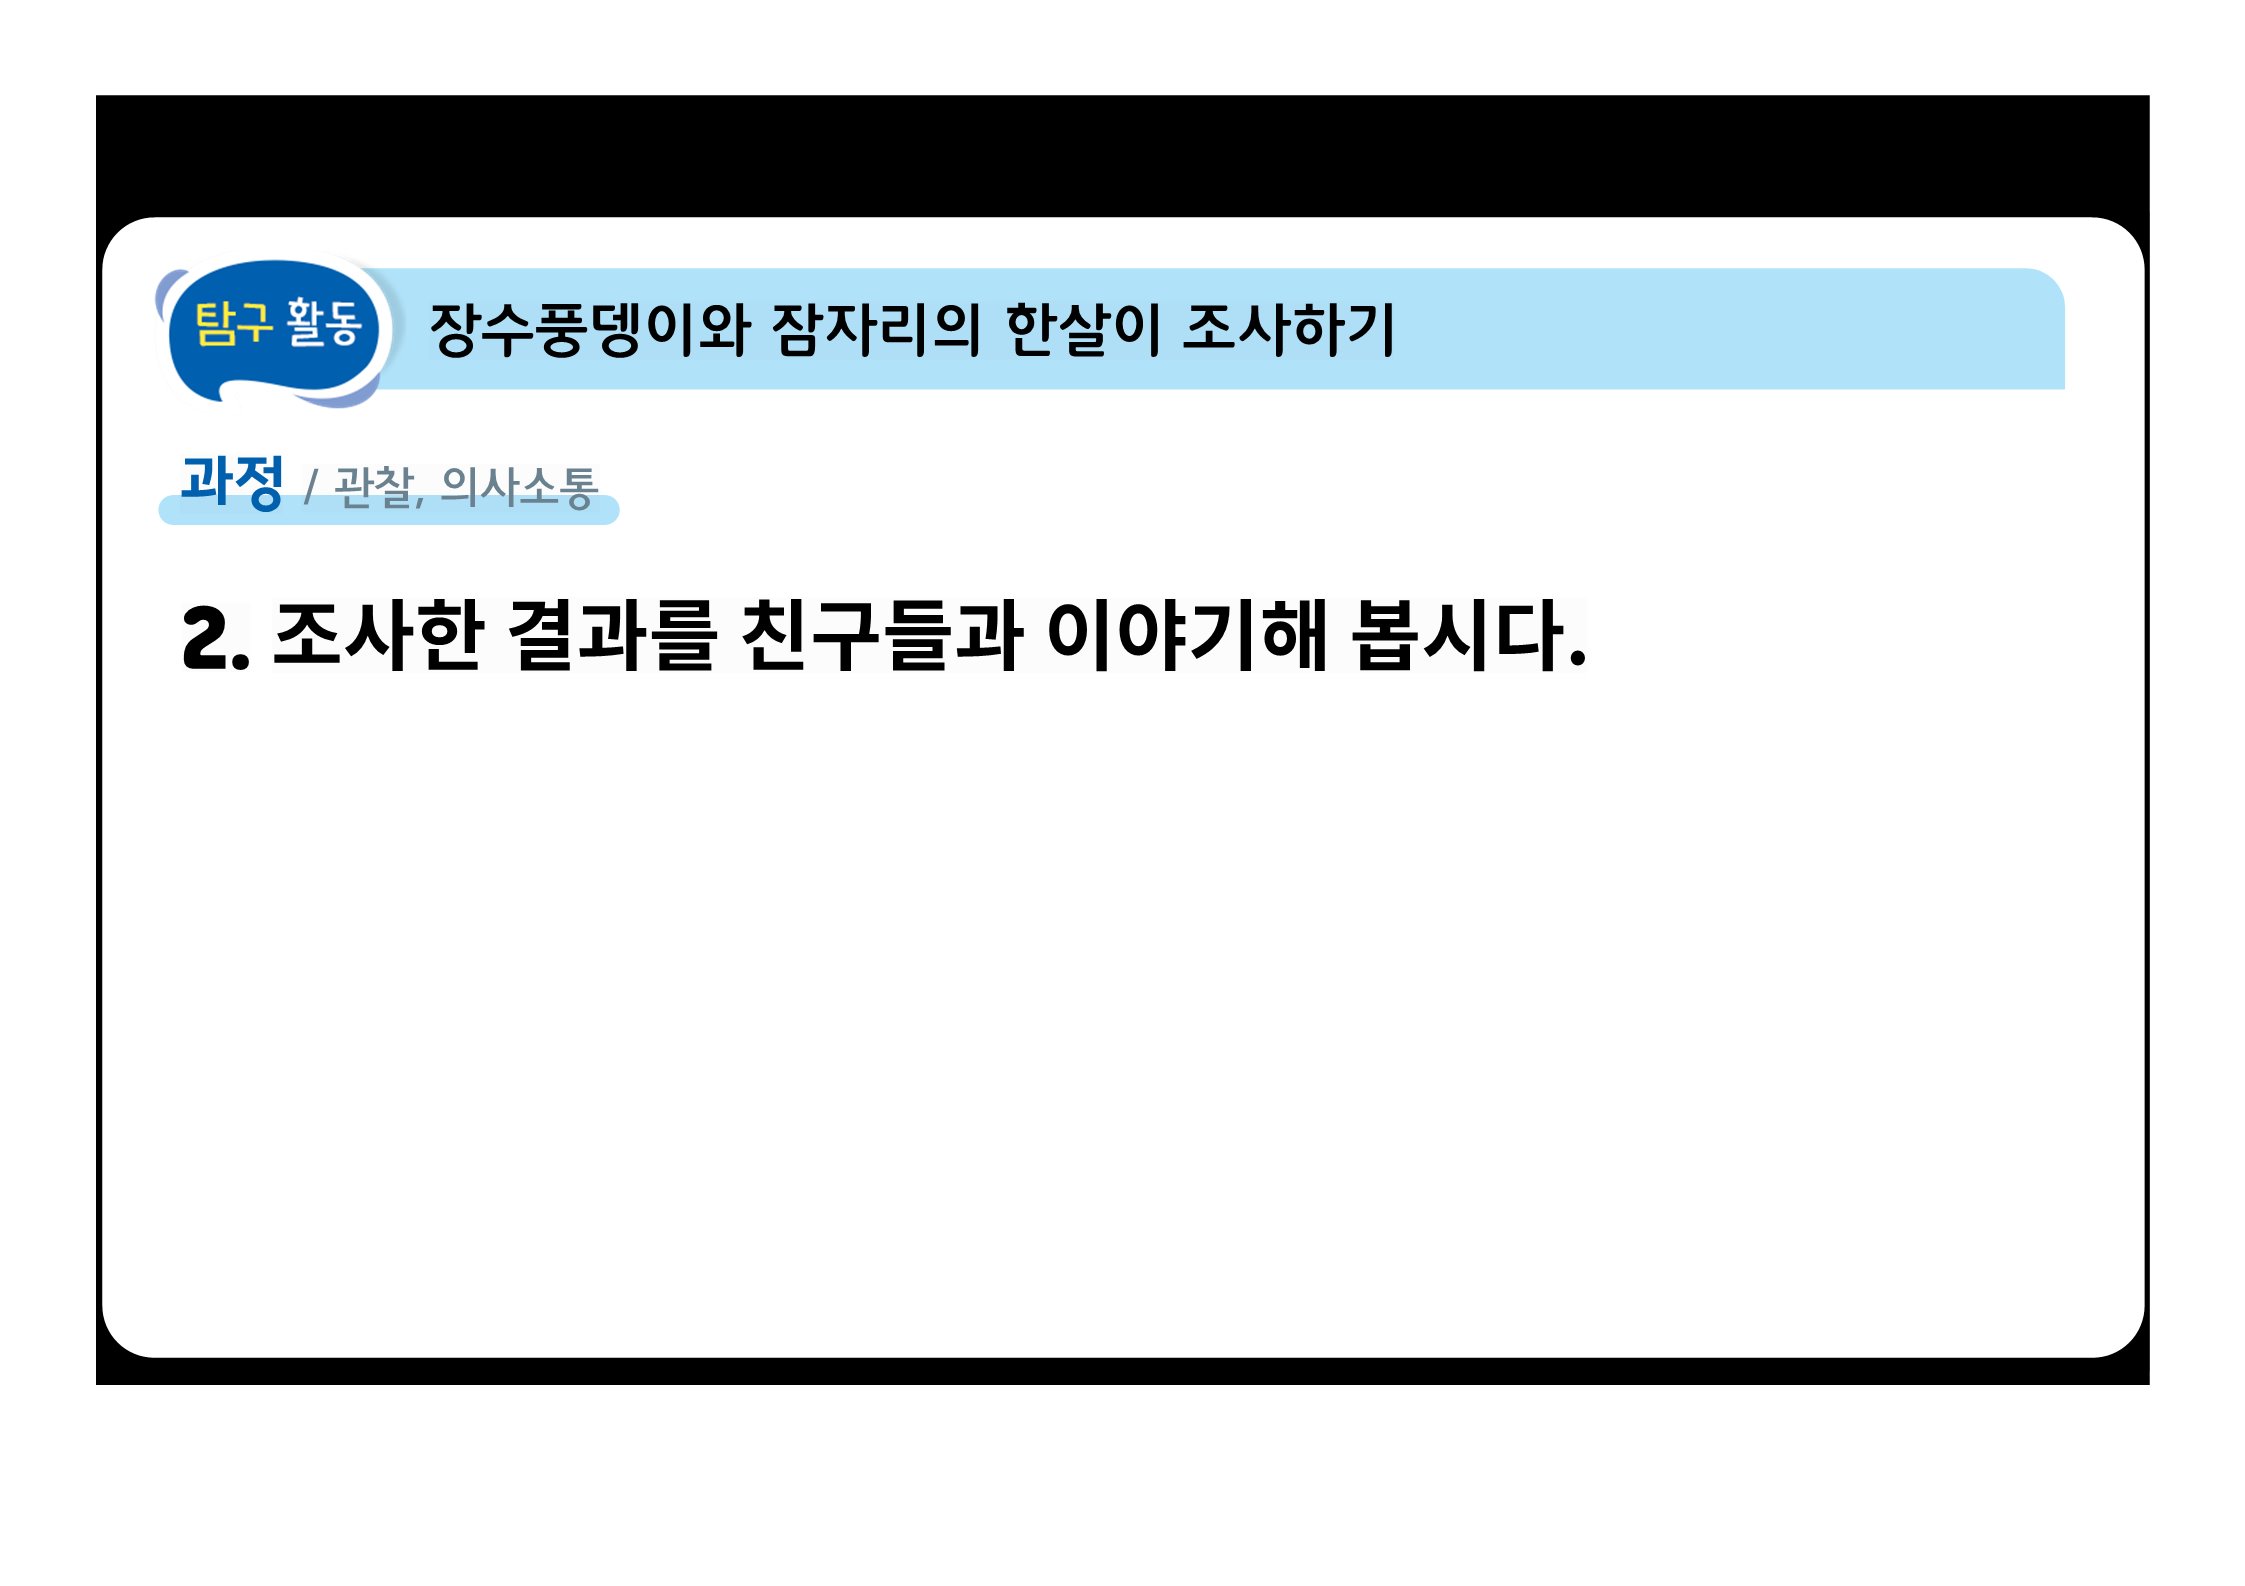 탐구 활동
장수풍뎅이와 잠자리의 한살이 조사하기
과정 / 관찰, 의사소통
2. 조사한 결과를 친구들과 이야기해 봅시다.